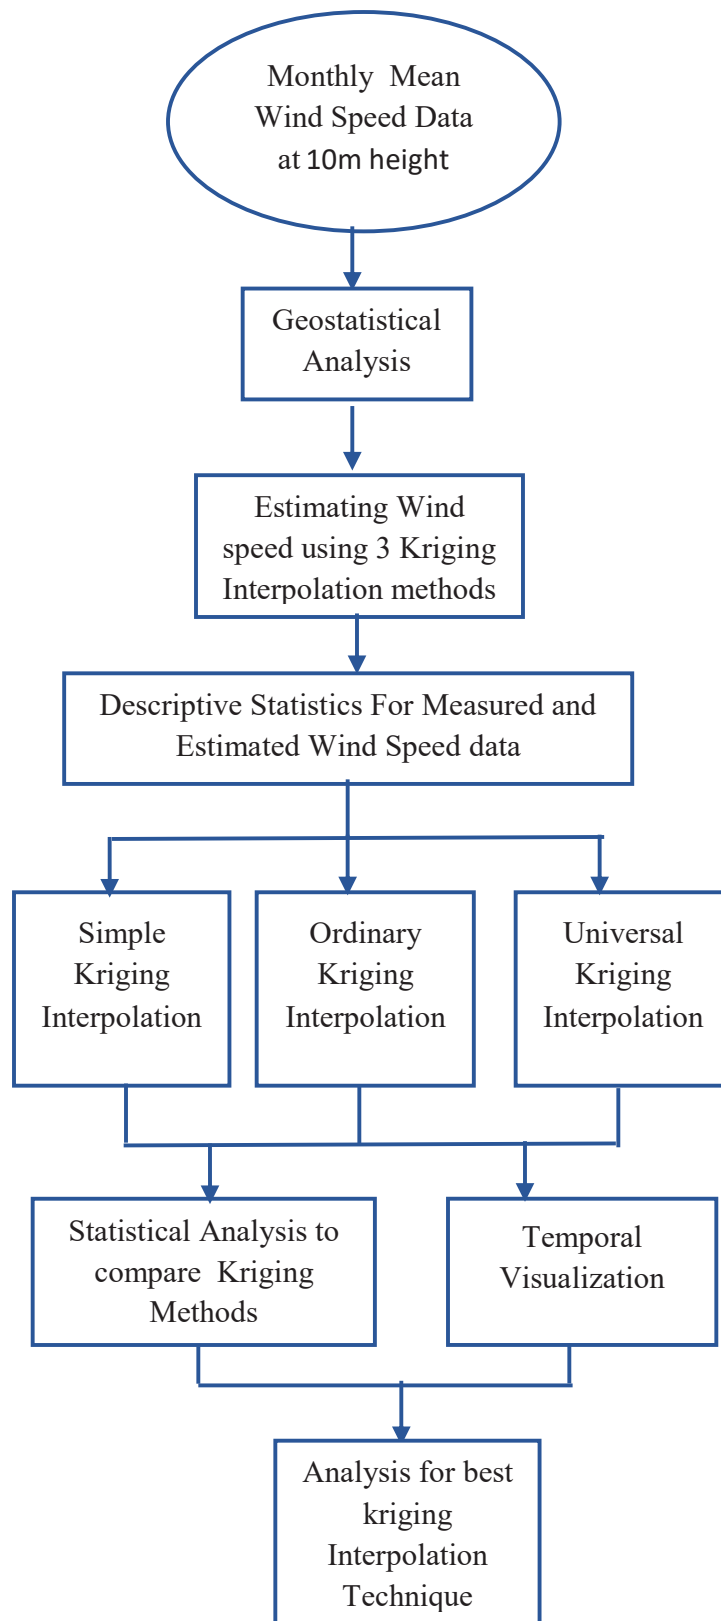 Monthly Mean
Wind Speed Data
at 10m height
Geostatistical
Analysis
Estimating Wind
speed using 3 Kriging
Interpolation methods
Descriptive Statistics For Measured and
Estimated Wind Speed data
Simple
Kriging
Interpolation
Ordinary
Kriging
Interpolation
Universal
Kriging
Interpolation
Statistical Analysis to
compare Kriging
Methods
Temporal
Visualization
Analysis for best
kriging
Interpolation
Technique